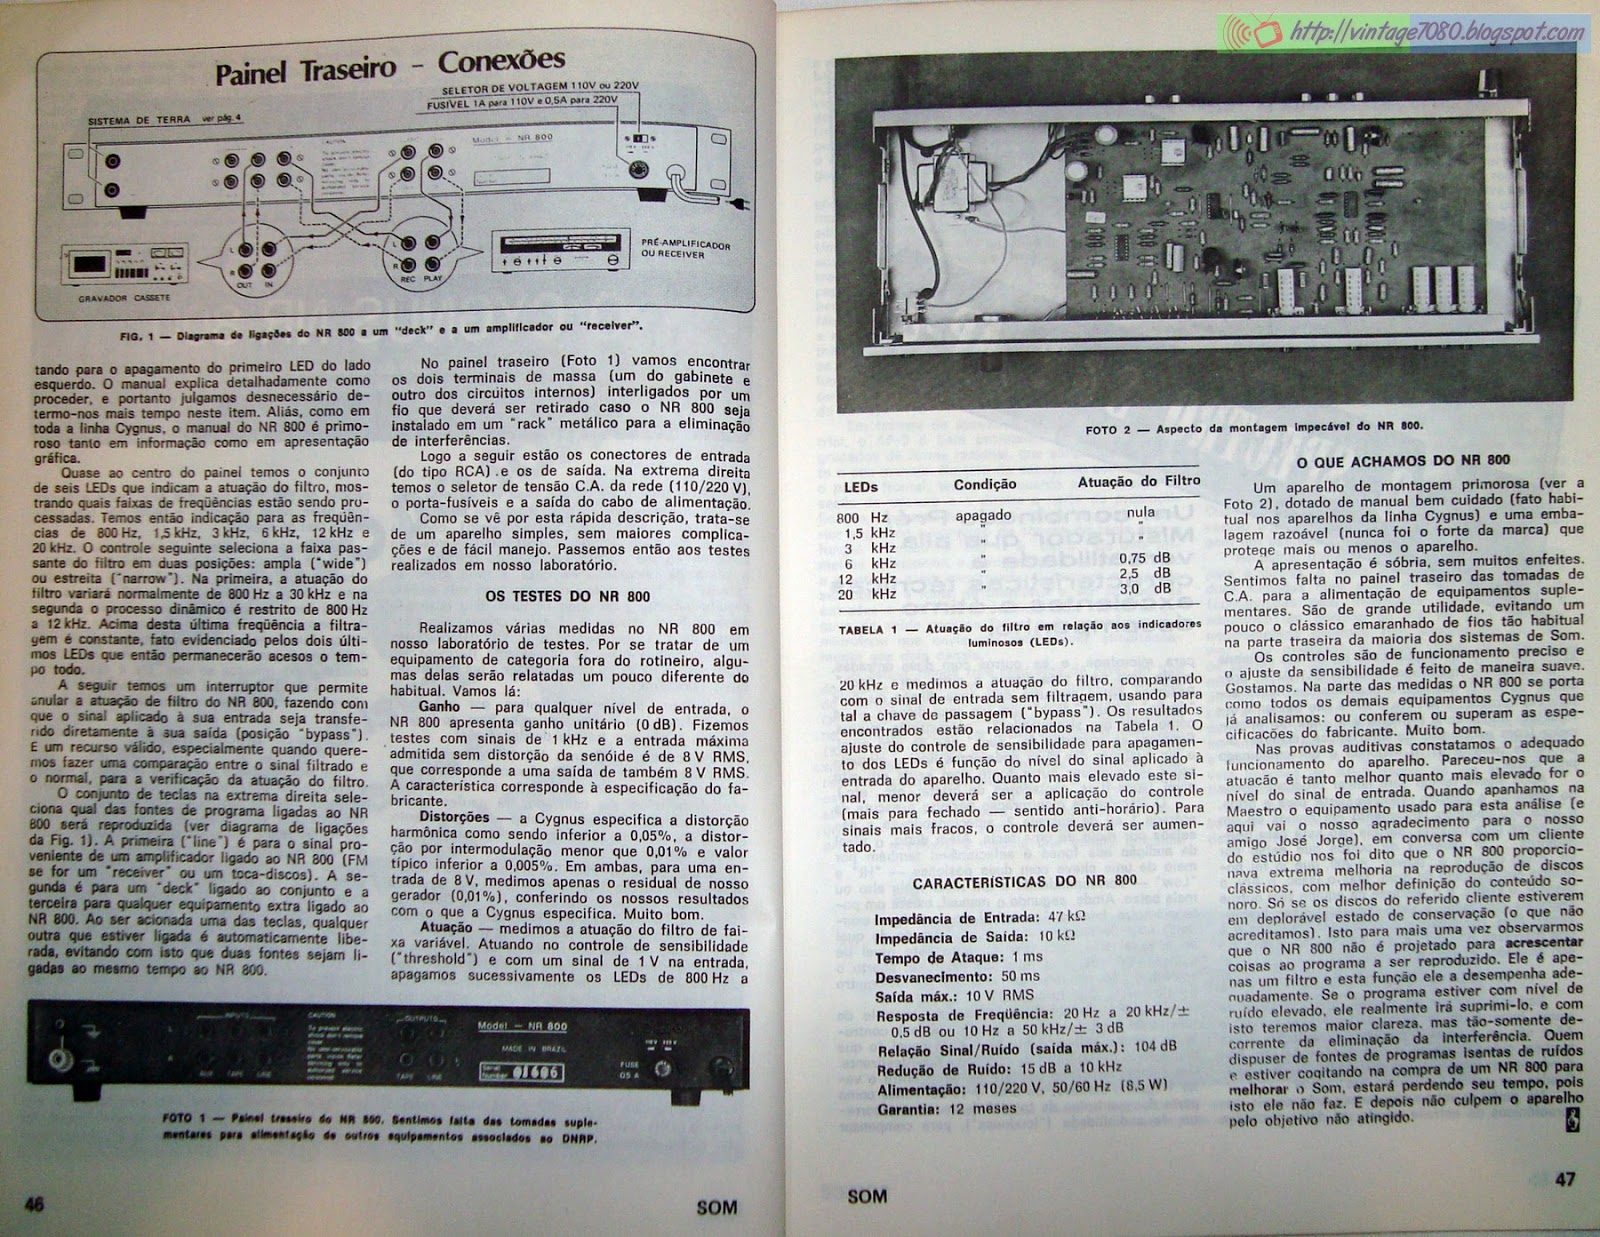 http://vintage7080.blogspot.com
Painel Traseiro - Conexões
SELETOR DE VOLTAGEM 110V ou 220V
FUSIVEL 1A para 110V e 0,5A para 220V
SISTEMA DE TERRA ver pág. 4
CAUTION
Model — NR 800
L
R
OUT IN
L
R
REC PLAY
PRÉ-AMPLIFICADOR
OU RECEIVER
GRAVADOR CASSETE
FIG. 1 — Diagrama de ligações do NR 800 a um "deck" e a um amplificador ou "receiver".
tando para o apagamento do primeiro LED do lado
esquerdo. O manual explica detalhadamente como
proceder, e portanto julgamos desnecessário de-
termo-nos mais tempo neste item. Aliás, como em
toda a linha Cygnus, o manual do NR 800 é primo-
roso tanto em informação como em apresentação
gráfica.
Quase ao centro do painel temos o conjunto
de seis LEDs que indicam a atuação do filtro, mos-
trando quais faixas de freqüências estão sendo pro-
cessadas. Temos então indicação para as freqüên-
cias de 800 Hz, 1,5 kHz, 3 kHz, 6 kHz, 12 kHz e
20 kHz. O controle seguinte seleciona a faixa pas-
sante do filtro em duas posições: ampla ("wide")
ou estreita ("narrow"). Na primeira, a atuação do
filtro variará normalmente de 800 Hz a 30 kHz e na
segunda o processo dinâmico é restrito de 800 Hz
a 12 kHz. Acima desta última freqüência a filtra-
gem é constante, fato evidenciado pelos dois últi-
mos LEDs que então permanecerão acesos o tem-
po todo.
A seguir temos um interruptor que permite
anular a atuação de filtro do NR 800, fazendo com
que o sinal aplicado à sua entrada seja transfe-
rido diretamente à sua saída (posição "bypass").
E um recurso válido, especialmente quando quere-
mos fazer uma comparação entre o sinal filtrado e
o normal, para a verificação da atuação do filtro.
O conjunto de teclas na extrema direita sele-
ciona qual das fontes de programa ligadas ao NR
800 será reproduzida (ver diagrama de ligações
da Fig. 1). A primeira ("line") é para o sinal pro-
veniente de um amplificador ligado ao NR 800 (FM
se for um "receiver" ou um toca-discos). A se-
gunda é para um "deck" ligado ao conjunto e a
terceira para qualquer equipamento extra ligado ao
NR 800. Ao ser acionada uma das teclas, qualquer
outra que estiver ligada é automaticamente libe-
rada, evitando com isto que duas fontes sejam li-
gadas ao mesmo tempo ao NR 800.
No painel traseiro (Foto 1) vamos encontrar
os dois terminais de massa (um do gabinete e
outro dos circuitos internos) interligados por um
fio que deverá ser retirado caso o NR 800 seja
instalado em um "rack" metálico para a eliminação
de interferências.
Logo a seguir estão os conectores de entrada
(do tipo RCA) .e os de saída. Na extrema direita
temos o seletor de tensão C.A. da rede (110/220 V),
o porta-fusíveis e a saída do cabo de alimentação.
Como se vê por esta rápida descrição, trata-se
de um aparelho simples, sem maiores complica-
ções e de fácil manejo. Passemos então aos testes
realizados em nosso laboratório.
OS TESTES DO NR 800
Realizamos várias medidas no NR 800 em
nosso laboratório de testes. Por se tratar de um
equipamento de categoria fora do rotineiro, algu-
mas delas serão relatadas um pouco diferente do
habitual. Vamos lá:
Ganho — para qualquer nível de entrada, o
NR 800 apresenta ganho unitário (0 dB). Fizemos
testes com sinais de 1 kHz e a entrada máxima
admitida sem distorção da senóide é de 8 V RMS,
que corresponde a uma saída de também 8 V RMS.
A característica corresponde à especificação do fa-
bricante.
Distorções — a Cygnus especifica a distorção
harmônica como sendo inferior a 0,05%, a distor-
ção por intermodulação menor que 0,01% e valor
típico inferior a 0,005%. Em ambas, para uma en-
trada de 8 V, medimos apenas o residual de nosso
gerador (0,01%), conferindo os nossos resultados
com o que a Cygnus especifica. Muito bom.
Atuação — medimos a atuação do filtro de fai-
xa variável. Atuando no controle de sensibilidade
("threshold") e com um sinal de 1 V na entrada,
apagamos sucessivamente os LEDs de 800 Hz a
INPUTS
CAUTION
OUTPUTS
Model — NR 800
MADE IN BRAZIL
Serial
Number 01606
AUX TAPE LINE
TAPE LINE
FUSE
FOTO 1 — Painel traseiro do NR 800. Sentimos falta das tomadas suple-
mentares para alimentação de outros equipamentos associados ao DNRP.
46
SOM
FOTO 2 — Aspecto da montagem impecável do NR 800.
LEDs Condição Atuação do Filtro
800 Hz apagado nula
1,5 kHz " "
3 kHz " "
6 kHz " 0,75 dB
12 kHz " 2,5 dB
20 kHz " 3,0 dB
TABELA 1 — Atuação do filtro em relação aos indicadores
luminosos (LEDs).
20 kHz e medimos a atuação do filtro, comparando
com o sinal de entrada sem filtragem, usando para
tal a chave de passagem ("bypass"). Os resultados
encontrados estão relacionados na Tabela 1. O
ajuste do controle de sensibilidade para apagamen-
to dos LEDs é função do nível do sinal aplicado à
entrada do aparelho. Quanto mais elevado este si-
nal, menor deverá ser a aplicação do controle
(mais para fechado — sentido anti-horário). Para
sinais mais fracos, o controle deverá ser aumen-
tado.
CARACTERÍSTICAS DO NR 800
Impedância de Entrada: 47 kΩ
Impedância de Saída: 10 kΩ
Tempo de Ataque: 1 ms
Desvanecimento: 50 ms
Saída máx.: 10 V RMS
Resposta de Freqüência: 20 Hz a 20 kHz/±
0,5 dB ou 10 Hz a 50 kHz/± 3 dB
Relação Sinal/Ruído (saída máx.): 104 dB
Redução de Ruído: 15 dB a 10 kHz
Alimentação: 110/220 V, 50/60 Hz (8,5 W)
Garantia: 12 meses
O QUE ACHAMOS DO NR 800
Um aparelho de montagem primorosa (ver a
Foto 2), dotado de manual bem cuidado (fato habi-
tual nos aparelhos da linha Cygnus) e uma emba-
lagem razoável (nunca foi o forte da marca) que
protege mais ou menos o aparelho.
A apresentação é sóbria, sem muitos enfeites.
Sentimos falta no painel traseiro das tomadas de
C.A. para a alimentação de equipamentos suple-
mentares. São de grande utilidade, evitando um
pouco o clássico emaranhado de fios tão habitual
na parte traseira da maioria dos sistemas de Som.
Os controles são de funcionamento preciso e
o ajuste da sensibilidade é feito de maneira suave.
Gostamos. Na parte das medidas o NR 800 se porta
como todos os demais equipamentos Cygnus que
já analisamos: ou conferem ou superam as espe-
cificações do fabricante. Muito bom.
Nas provas auditivas constatamos o adequado
funcionamento do aparelho. Pareceu-nos que a
atuação é tanto melhor quanto mais elevado for o
nível do sinal de entrada. Quando apanhamos na
Maestro o equipamento usado para esta análise (e
aqui vai o nosso agradecimento para o nosso
amigo José Jorge), em conversa com um cliente
do estúdio nos foi dito que o NR 800 proporcio-
nava extrema melhoria na reprodução de discos
clássicos, com melhor definição do conteúdo so-
noro. Só se os discos do referido cliente estiverem
em deplorável estado de conservação (o que não
acreditamos). Isto para mais uma vez observarmos
que o NR 800 não é projetado para acrescentar
coisas ao programa a ser reproduzido. Ele é ape-
nas um filtro e esta função ele a desempenha ade-
quadamente. Se o programa estiver com nível de
ruído elevado, ele realmente irá suprimi-lo, e com
isto teremos maior clareza, mas tão-somente de-
corrente da eliminação da interferência. Quem
dispuser de fontes de programas isentas de ruídos
e estiver cogitando na compra de um NR 800 para
melhorar o Som, estará perdendo seu tempo, pois
isto ele não faz. E depois não culpem o aparelho
pelo objetivo não atingido.
SOM
47